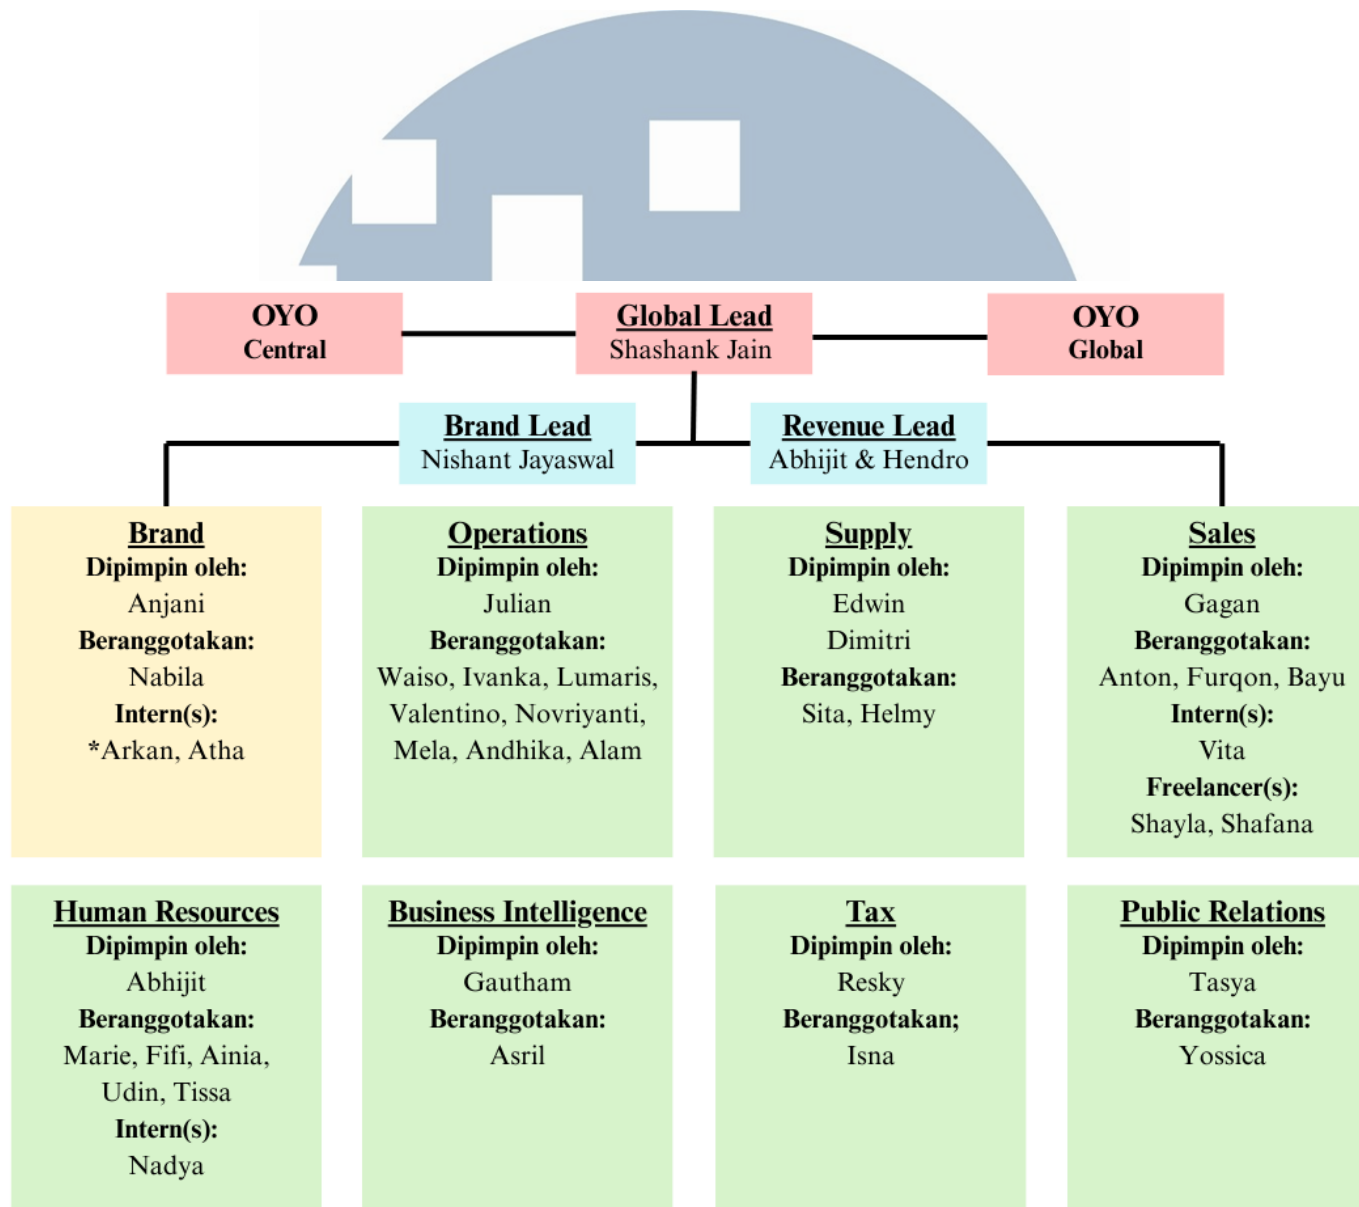 OYO
Central
Global Lead
Shashank Jain
OYO
Global
Brand Lead
Nishant Jayaswal
Revenue Lead
Abhijit & Hendro
Brand
Dipimpin oleh:
Anjani
Beranggotakan:
Nabila
Intern(s):
*Arkan, Atha
Operations
Dipimpin oleh:
Julian
Beranggotakan:
Waiso, Ivanka, Lumaris,
Valentino, Novriyanti,
Mela, Andhika, Alam
Supply
Dipimpin oleh:
Edwin
Dimitri
Beranggotakan:
Sita, Helmy
Sales
Dipimpin oleh:
Gagan
Beranggotakan:
Anton, Furqon, Bayu
Intern(s):
Vita
Freelancer(s):
Shayla, Shafana
Human Resources
Dipimpin oleh:
Abhijit
Beranggotakan:
Marie, Fifi, Ainia,
Udin, Tissa
Intern(s):
Nadya
Business Intelligence
Dipimpin oleh:
Gautham
Beranggotakan:
Asril
Tax
Dipimpin oleh:
Resky
Beranggotakan;
Isna
Public Relations
Dipimpin oleh:
Tasya
Beranggotakan:
Yossica